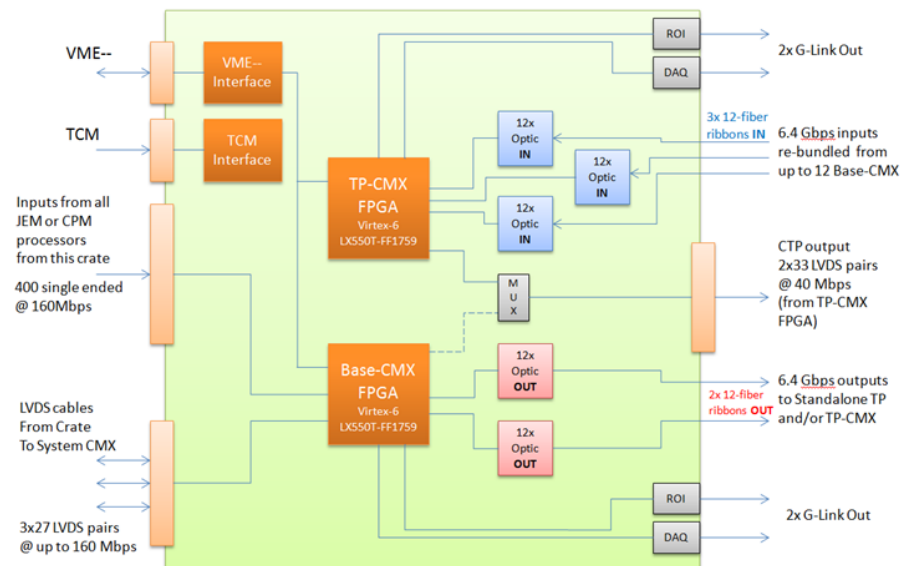 VME--
VME--
Interface
TCM
TCM
Interface
Inputs from all
JEM or CPM
processors
from this crate
400 single ended
@ 160Mbps
LVDS cables
From Crate
To System CMX
3x27 LVDS pairs
@ up to 160 Mbps
TP-CMX
FPGA
Virtex-6
LX550T-FF1759
Base-CMX
FPGA
Virtex-6
LX550T-FF1759
12x
Optic
IN
12x
Optic
IN
12x
Optic
IN
M
U
X
12x
Optic
OUT
12x
Optic
OUT
ROI
DAQ
2x G-Link Out
3x 12-fiber
ribbons IN
6.4 Gbps inputs
re-bundled from
up to 12 Base-CMX
CTP output
2x33 LVDS pairs
@ 40 Mbps
(from TP-CMX
FPGA)
2x 12-fiber
ribbons OUT
6.4 Gbps outputs
to Standalone TP
and/or TP-CMX
ROI
DAQ
2x G-Link Out